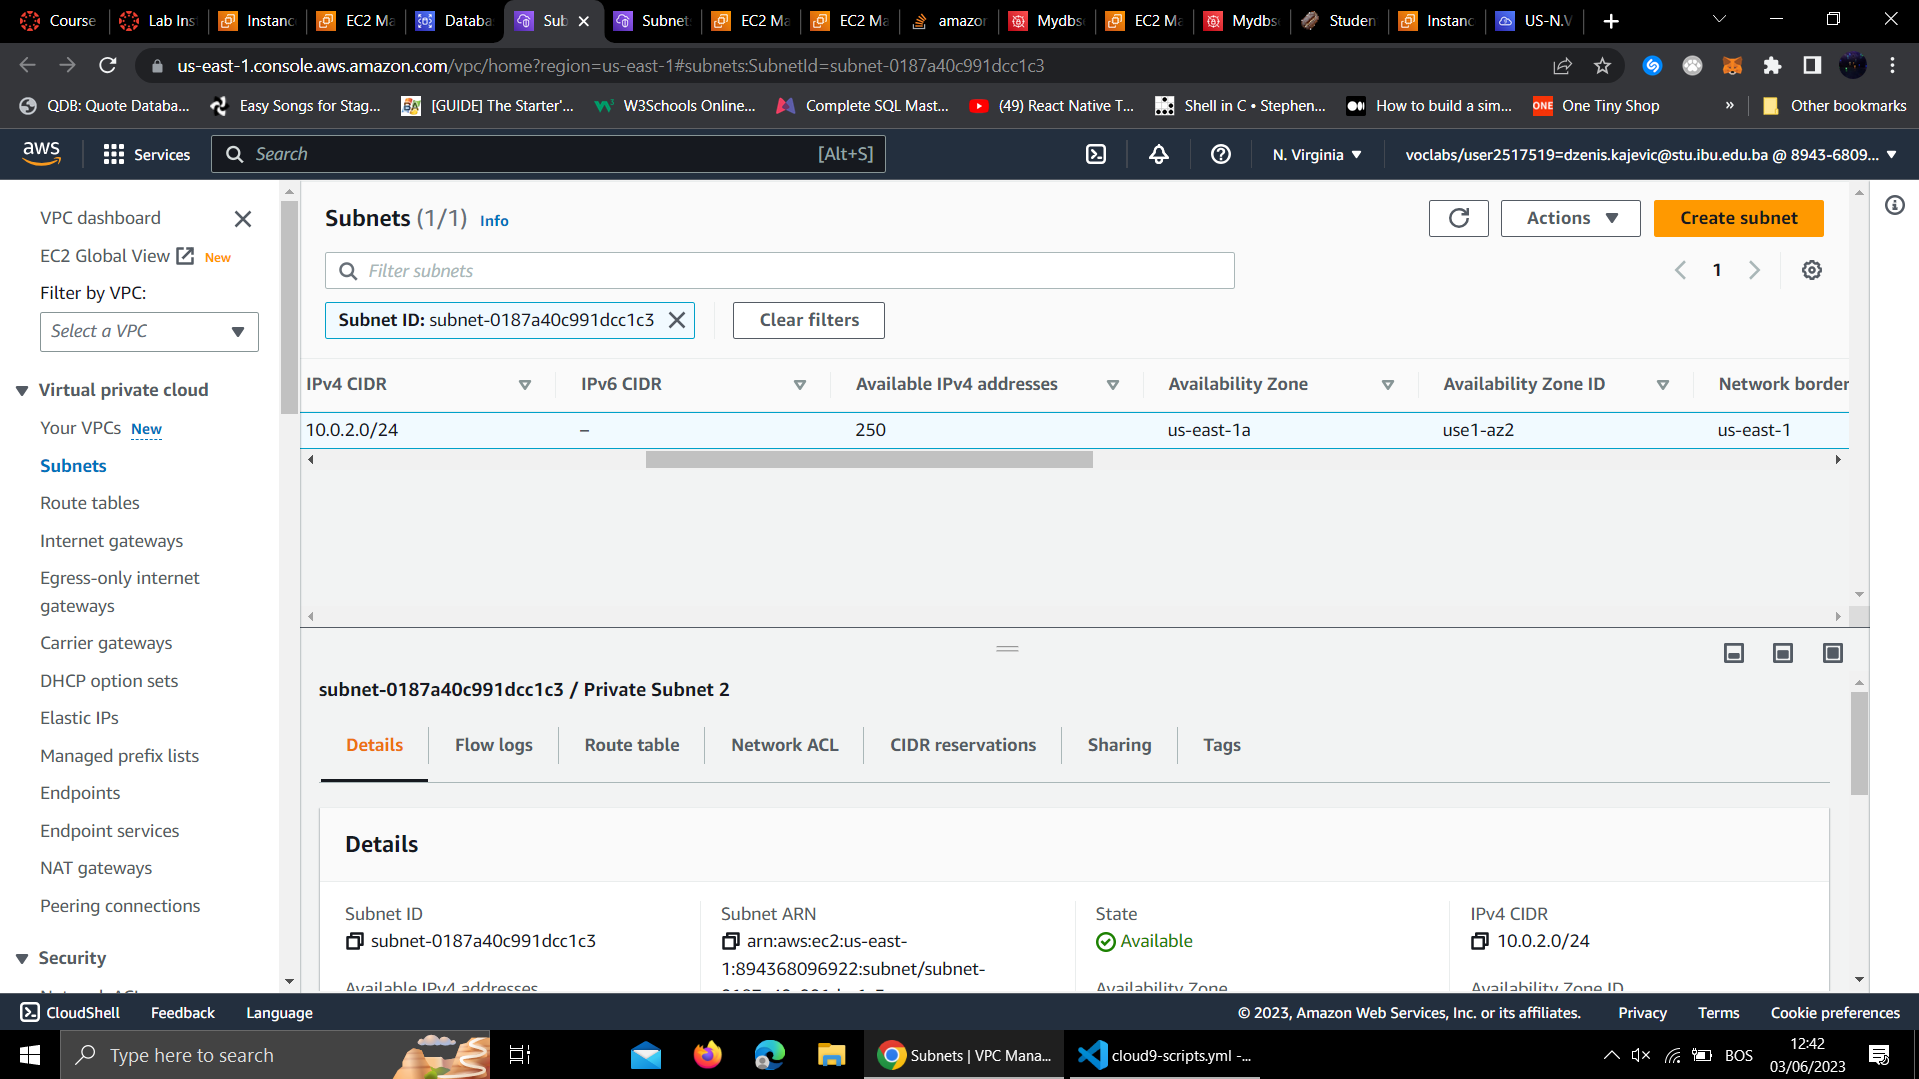 Course
Lab Ins
Instanc
EC2 Ma
Databa
Sub
Subnet
EC2 Ma
EC2 Ma
amazor
Mydbs
EC2 Ma
Mydbs
Studen
Instanc
US-N.V
us-east-1.console.aws.amazon.com/vpc/home?region=us-east-1#subnets:SubnetId=subnet-0187a40c991dcc1c3
QDB: Quote Databa...
Easy Songs for Stag...
[GUIDE] The Starter'...
W3Schools Online...
Complete SQL Mast...
(49) React Native T...
Shell in C • Stephen...
How to build a sim...
ONE
One Tiny Shop
»
Other bookmarks
aws
Services
Search
[Alt+S]
N. Virginia
voclabs/user2517519=dzenis.kajevic@stu.ibu.edu.ba @ 8943-6809...
VPC dashboard
EC2 Global View
New
Filter by VPC:
Select a VPC
Virtual private cloud
Your VPCs New
Subnets
Route tables
Internet gateways
Egress-only internet
gateways
Carrier gateways
DHCP option sets
Elastic IPs
Managed prefix lists
Endpoints
Endpoint services
NAT gateways
Peering connections
Security
Subnets (1/1) Info
Actions
Create subnet
Filter subnets
1
Subnet ID: subnet-0187a40c991dcc1c3
Clear filters
IPv4 CIDR
IPv6 CIDR
Available IPv4 addresses
Availability Zone
Availability Zone ID
Network border
10.0.2.0/24
–
250
us-east-1a
use1-az2
us-east-1
subnet-0187a40c991dcc1c3 / Private Subnet 2
Details
Flow logs
Route table
Network ACL
CIDR reservations
Sharing
Tags
Details
Subnet ID
subnet-0187a40c991dcc1c3
Available IPv4 addresses
Subnet ARN
arn:aws:ec2:us-east-
1:894368096922:subnet/subnet-
State
Available
Availability Zone
IPv4 CIDR
10.0.2.0/24
Availability Zone ID
CloudShell
Feedback
Language
© 2023, Amazon Web Services, Inc. or its affiliates.
Privacy
Terms
Cookie preferences
Type here to search
Subnets | VPC Mana...
cloud9-scripts.yml -...
BOS
12:42
03/06/2023